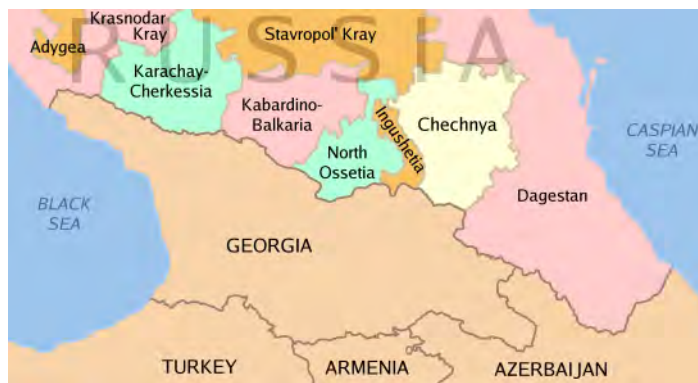 Krasnodar
Kray
Stavropol' Kray
Adygea
RUSSIA
Karachay-
Cherkessia
Kabardino-
Balkaria
Ingushetia
Chechnya
CASPIAN
SEA
North
Ossetia
Dagestan
BLACK
SEA
GEORGIA
TURKEY
ARMENIA
AZERBAIJAN